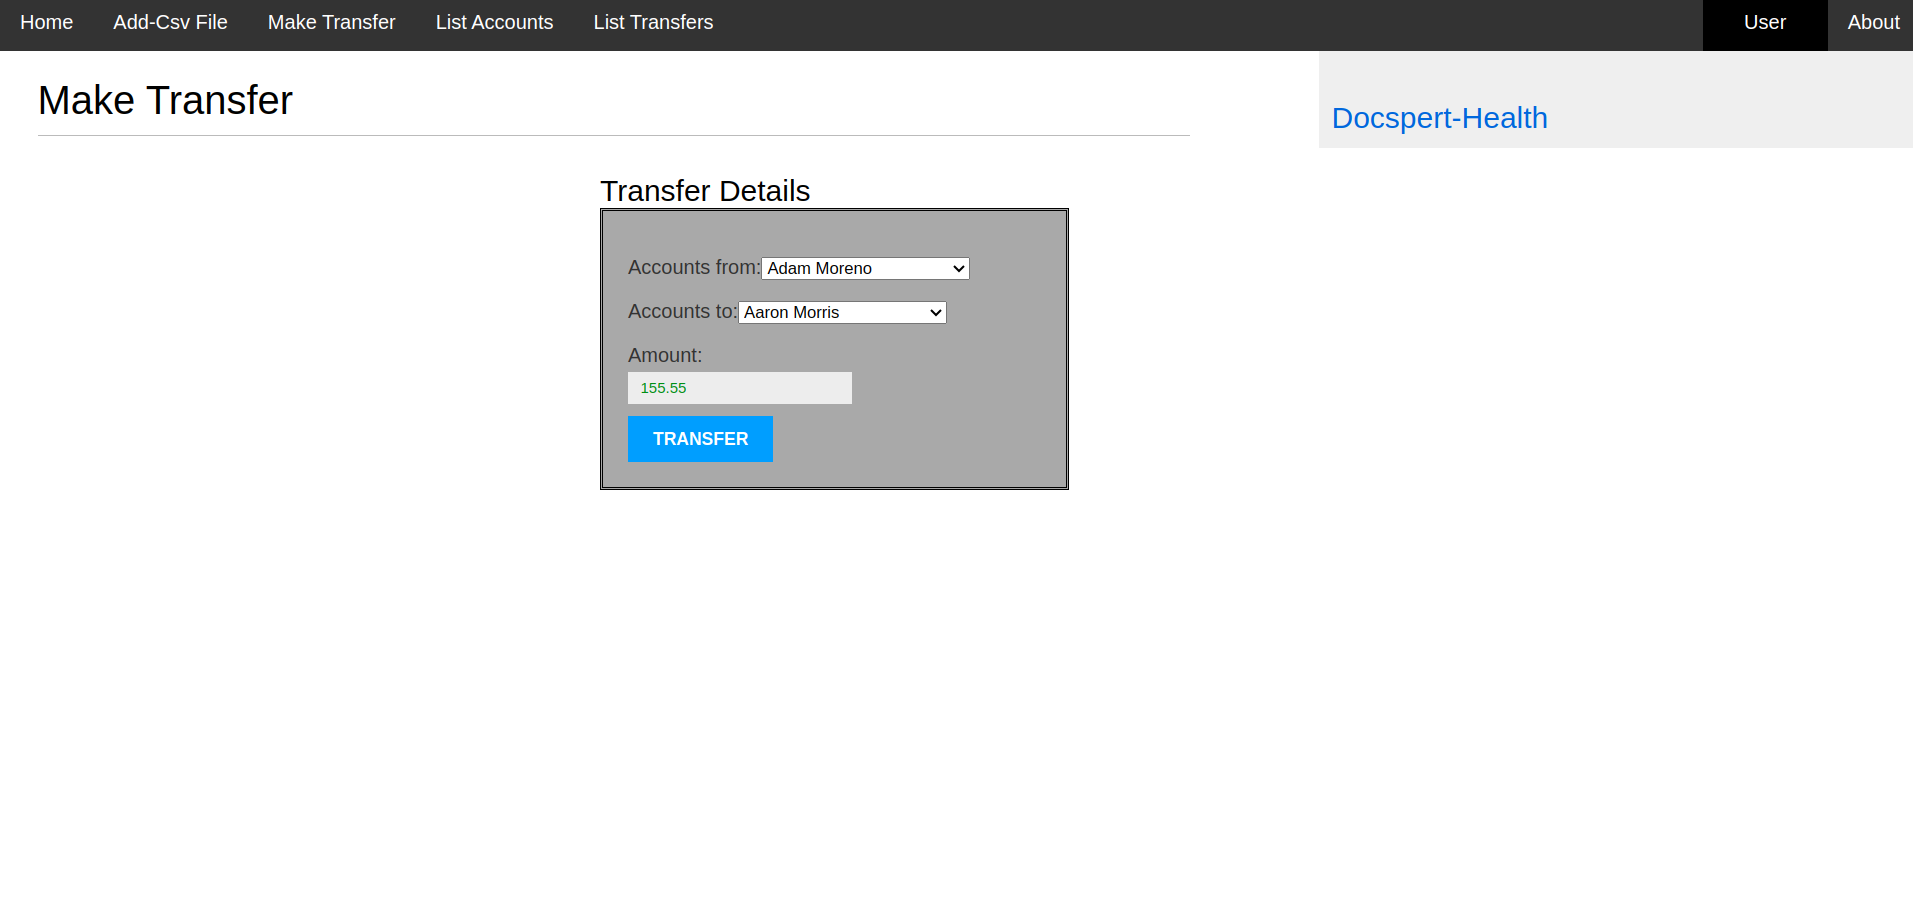 Home Add-Csv File Make Transfer List Accounts List Transfers User About
Make Transfer
Docspert-Health
Transfer Details
Accounts from: Adam Moreno
Accounts to: Aaron Morris
Amount:
155.55
TRANSFER